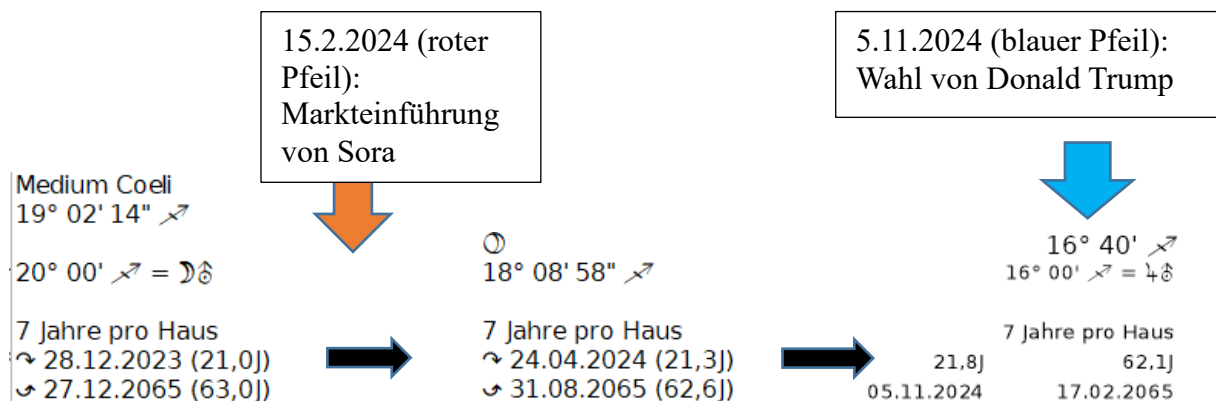 15.2.2024 (roter
Pfeil):
Markteinführung
von Sora
5.11.2024 (blauer Pfeil):
Wahl von Donald Trump
Medium Coeli
19° 02' 14" ♐
20° 00' ♐ = ☽⛢
7 Jahre pro Haus
↷ 28.12.2023 (21,0J)
⤻ 27.12.2065 (63,0J)
18° 08' 58" ♐
7 Jahre pro Haus
↷ 24.04.2024 (21,3J)
⤻ 31.08.2065 (62,6J)
16° 40' ♐
16° 00' ♐ = ♃⛢
7 Jahre pro Haus
21,8J 62,1J
05.11.2024 17.02.2065